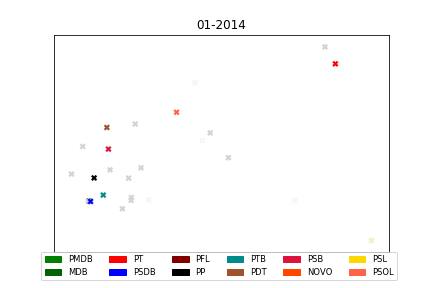 01-2014
PMDB PT PFL PTB PSB PSL
MDB PSDB PP PDT NOVO PSOL